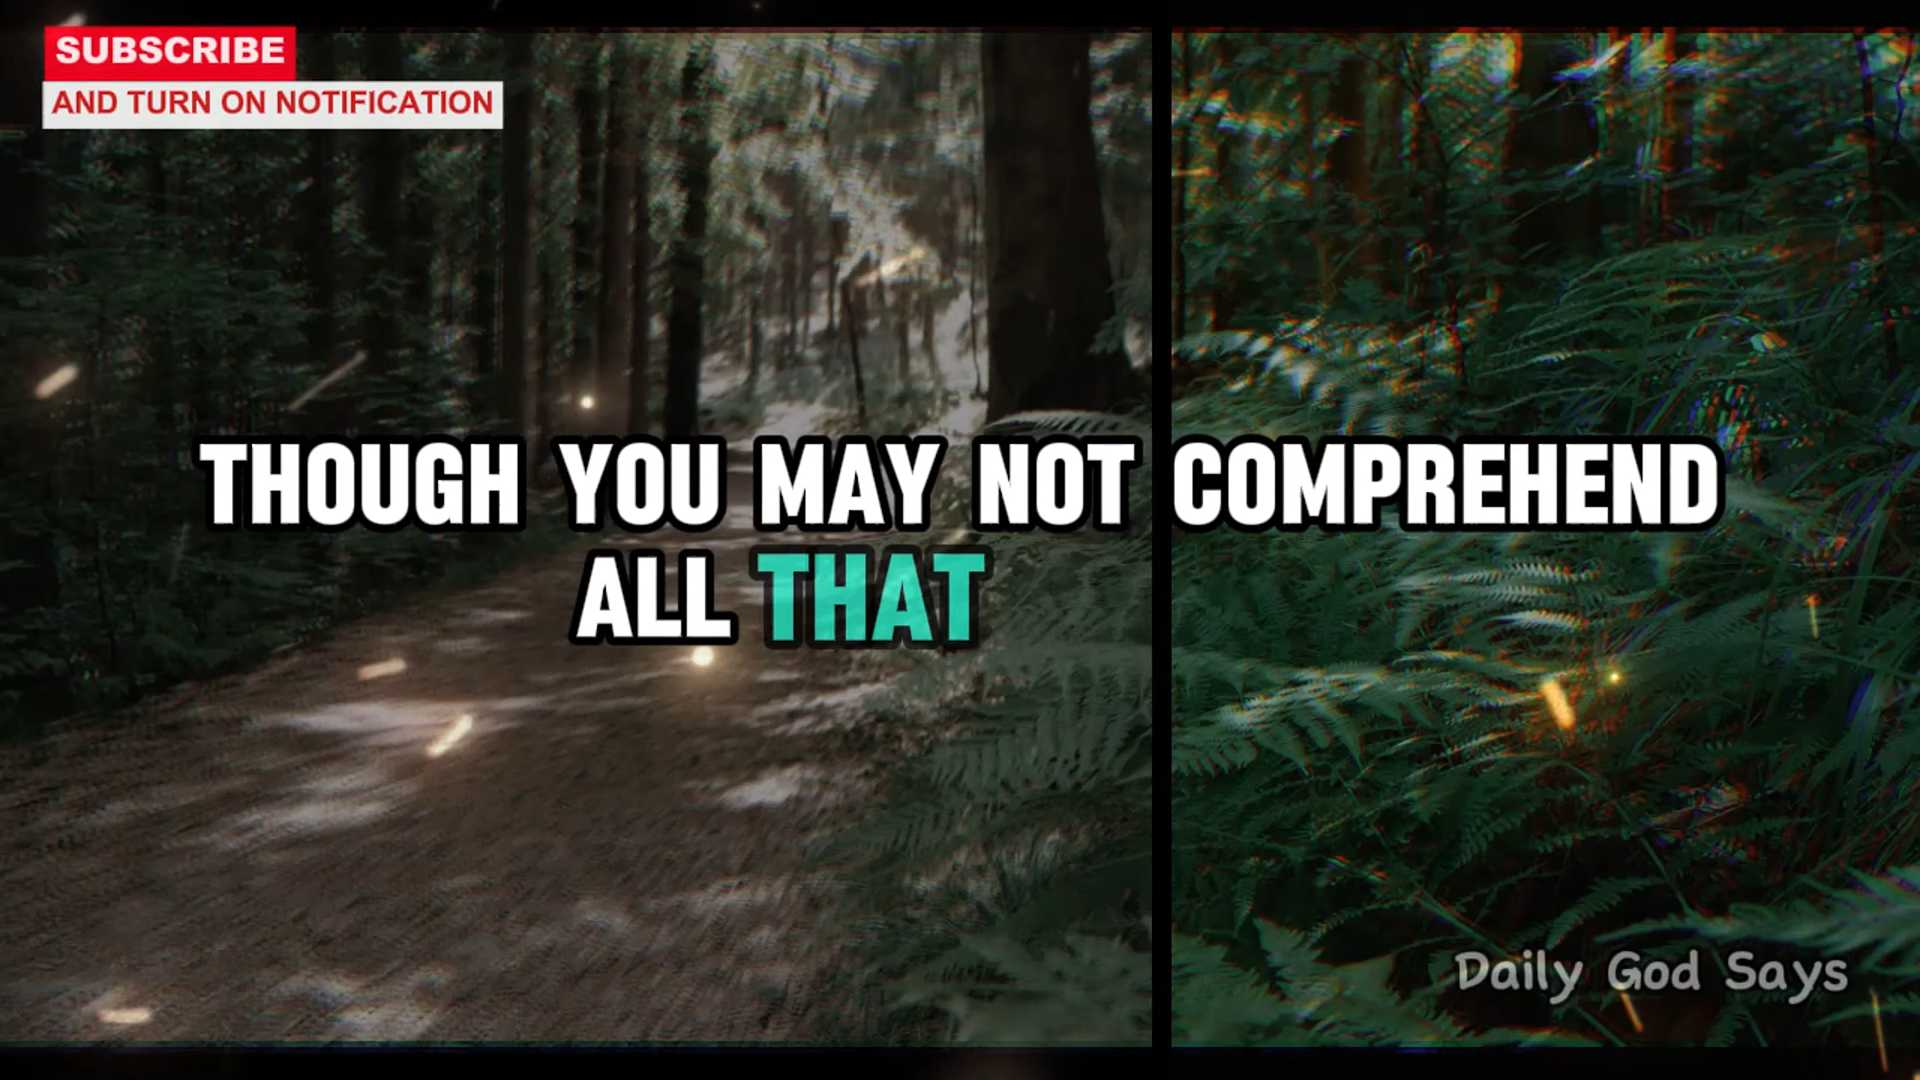 SUBSCRIBE
AND TURN ON NOTIFICATION
THOUGH YOU MAY NOT COMPREHEND
ALL THAT
Daily God Says